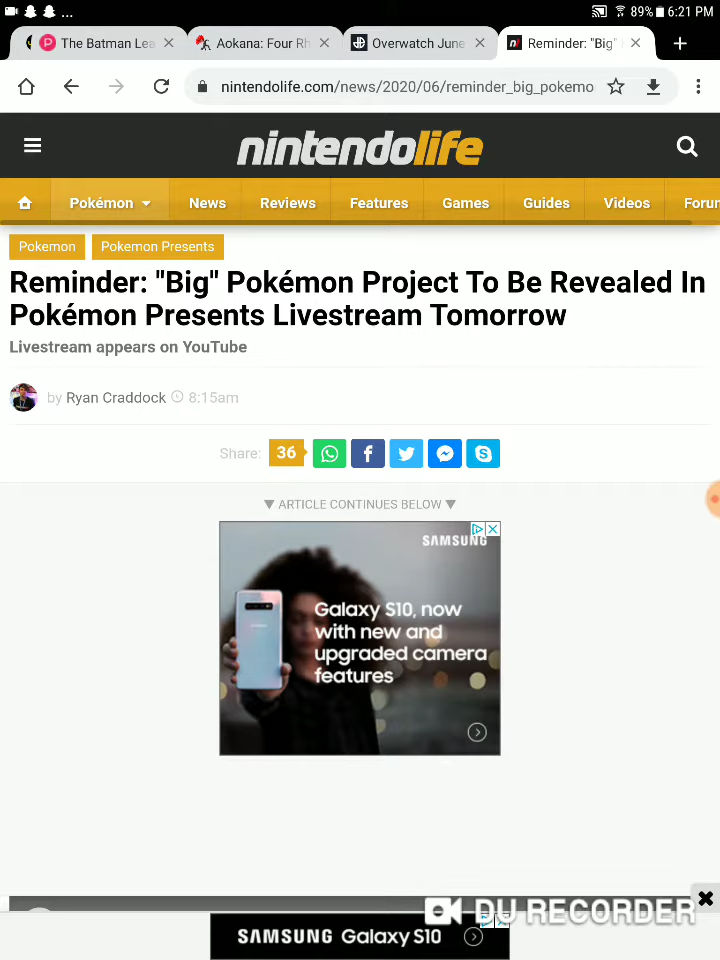 ... 89% 6:21 PM
The Batman Lea
Aokana: Four Rh
Overwatch June
Reminder: "Big"
nintendolife.com/news/2020/06/reminder_big_pokemo
nintendolife
Pokémon News Reviews Features Games Guides Videos Forur
Pokemon Pokemon Presents
Reminder: "Big" Pokémon Project To Be Revealed In
Pokémon Presents Livestream Tomorrow
Livestream appears on YouTube
by Ryan Craddock 8:15am
Share: 36
▼ ARTICLE CONTINUES BELOW ▼
SAMSUNG
Galaxy S10, now
with new and
upgraded camera
features
DU RECORDER
SAMSUNG Galaxy S10